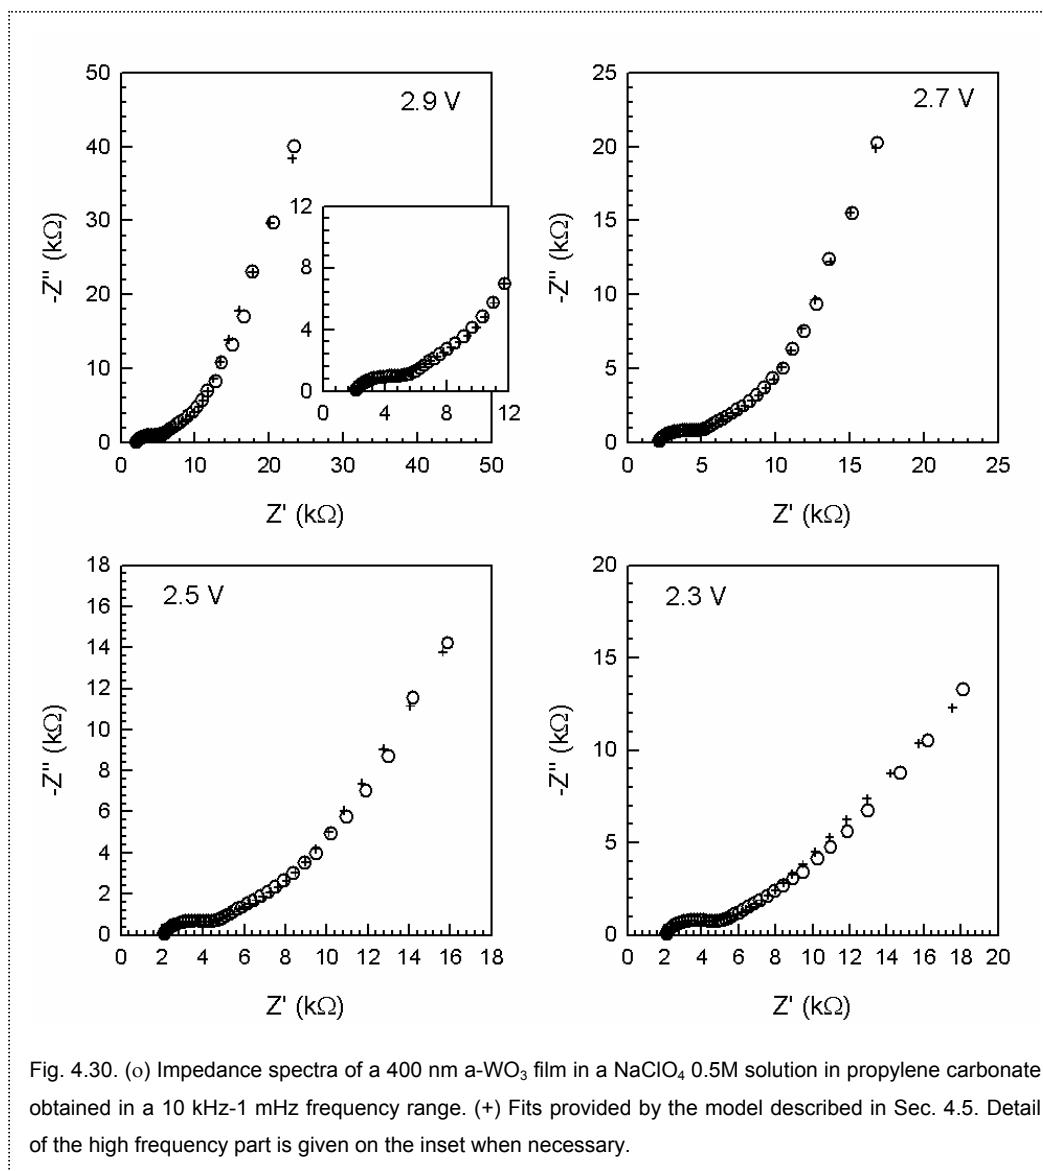 50
40
30
20
10
0
-Z'' (kΩ)
2.9 V
12
8
4
0
0 4 8 12
0 10 20 30 40 50
Z' (kΩ)
25
20
15
10
5
0
-Z'' (kΩ)
2.7 V
0 5 10 15 20 25
Z' (kΩ)
18
16
14
12
10
8
6
4
2
0
-Z'' (kΩ)
2.5 V
0 2 4 6 8 10 12 14 16 18
Z' (kΩ)
20
15
10
5
0
-Z'' (kΩ)
2.3 V
0 2 4 6 8 10 12 14 16 18 20
Z' (kΩ)
Fig. 4.30. (o) Impedance spectra of a 400 nm a-WO₃ film in a NaClO₄ 0.5M solution in propylene carbonate
obtained in a 10 kHz-1 mHz frequency range. (+) Fits provided by the model described in Sec. 4.5. Detail
of the high frequency part is given on the inset when necessary.